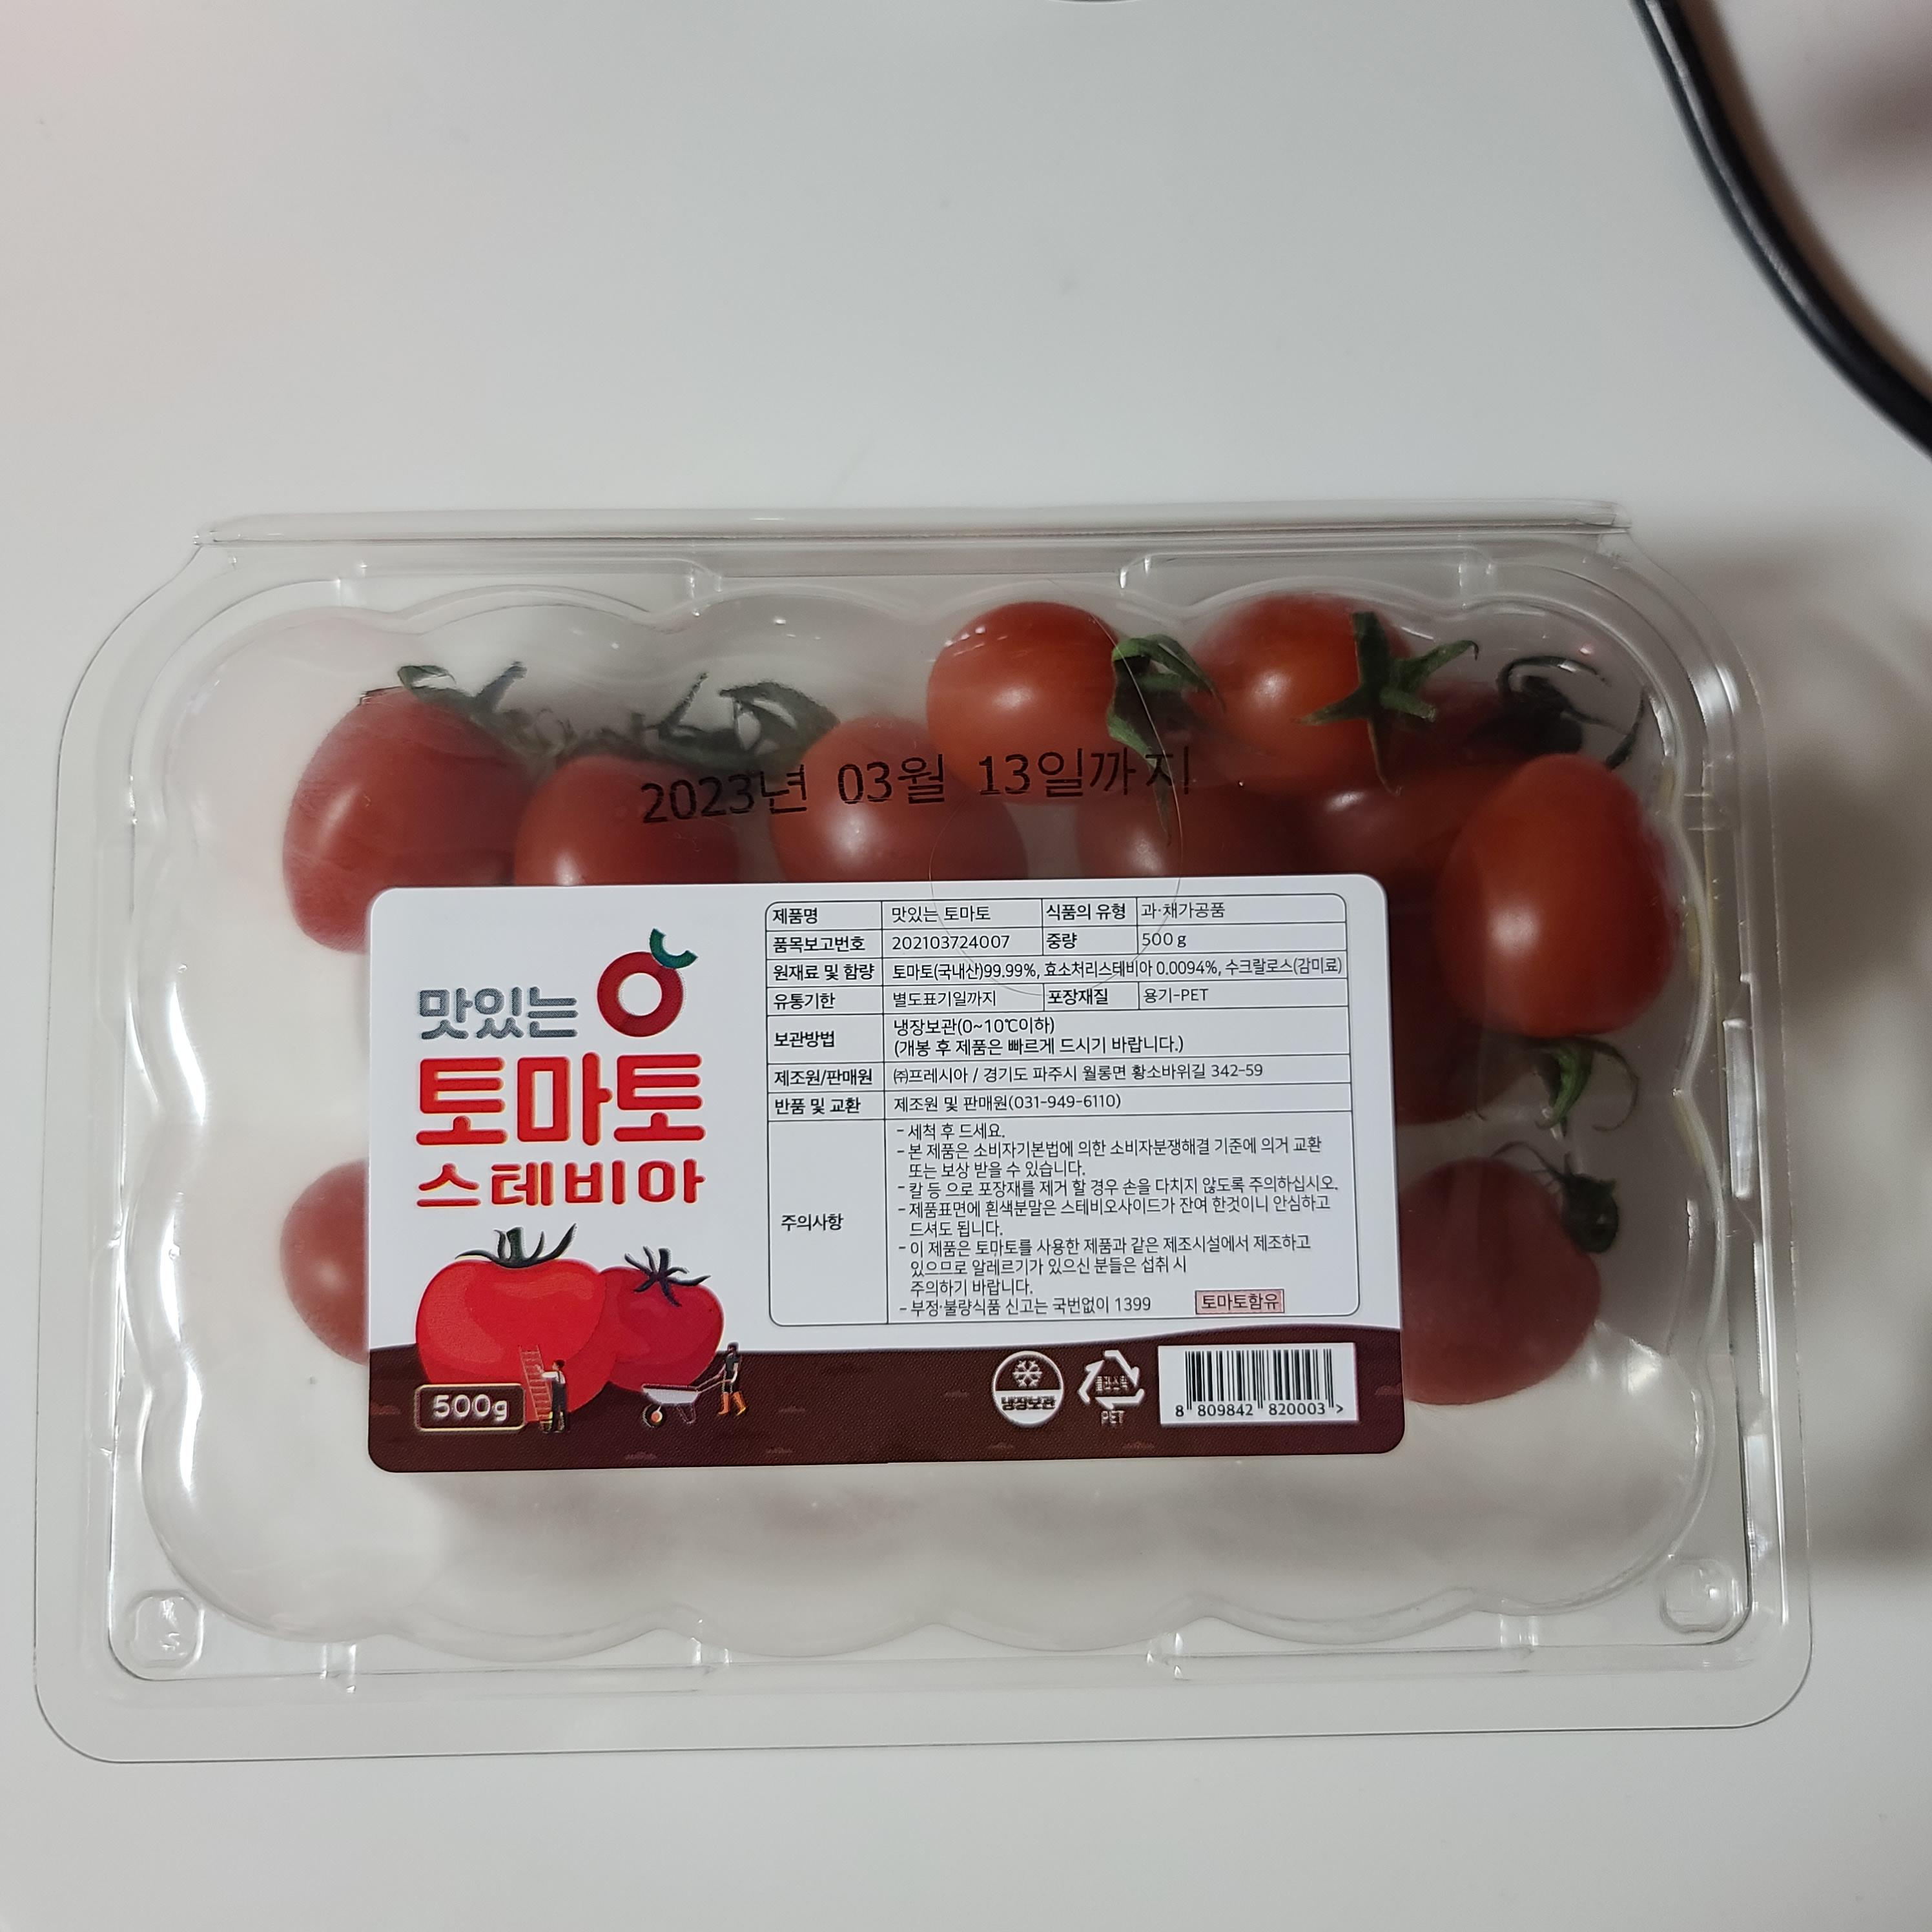 2023년 03월 13일까지
맛있는
토마토
스테비아
500g
제품명 맛있는 토마토 식품의 유형 과·채가공품
품목보고번호 202103724007 중량 500 g
원재료 및 함량 토마토(국내산)99.99%, 효소처리스테비아 0.0094%, 수크랄로스(감미료)
유통기한 별도표기일까지 포장재질 용기-PET
보관방법 냉장보관(0~10℃이하)
(개봉 후 제품은 빠르게 드시기 바랍니다.)
제조원/판매원 ㈜프레시아 / 경기도 파주시 월롱면 황소바위길 342-59
반품 및 교환 제조원 및 판매원(031-949-6110)
주의사항
- 세척 후 드세요.
- 본 제품은 소비자기본법에 의한 소비자분쟁해결 기준에 의거 교환
또는 보상 받을 수 있습니다.
- 칼 등 으로 포장재를 제거 할 경우 손을 다치지 않도록 주의하십시오.
- 제품표면에 흰색분말은 스테비오사이드가 잔여 한것이니 안심하고
드셔도 됩니다.
- 이 제품은 토마토를 사용한 제품과 같은 제조시설에서 제조하고
있으므로 알레르기가 있으신 분들은 섭취 시
주의하기 바랍니다.
- 부정·불량식품 신고는 국번없이 1399 토마토함유
냉장보관
플라스틱
PET
8 809842 820003 >